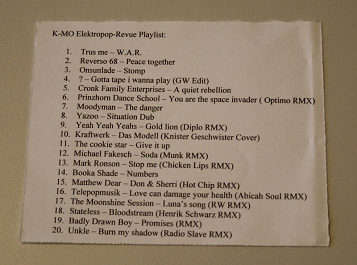 K-MO Elektropop-Revue Playlist:
1. Trus me – W.A.R.
2. Reverso 68 – Peace together
3. Onsunlade – Stomp
4. ? – Gotta tape i wanna play (GW Edit)
5. Cronk Family Enterprises – A quiet rebellion
6. Prinzhorn Dance School – You are the space invader ( Optimo RMX)
7. Moodyman – The danger
8. Yazoo – Situation Dub
9. Yeah Yeah Yeahs – Gold lion (Diplo RMX)
10. Kraftwerk – Das Modell (Knister Geschwister Cover)
11. The cookie star – Give it up
12. Michael Fakesch – Soda (Munk RMX)
13. Mark Ronson – Stop me (Chicken Lips RMX)
14. Booka Shade – Numbers
15. Matthew Dear – Don & Sherri (Hot Chip RMX)
16. Telepopmusik – Love can damage your health (Abicah Soul RMX)
17. The Moonshine Session – Luna's song (RW RMX)
18. Stateless – Bloodstream (Henrik Schwarz RMX)
19. Badly Drawn Boy – Promises (RMX)
20. Unkle – Burn my shadow (Radio Slave RMX)